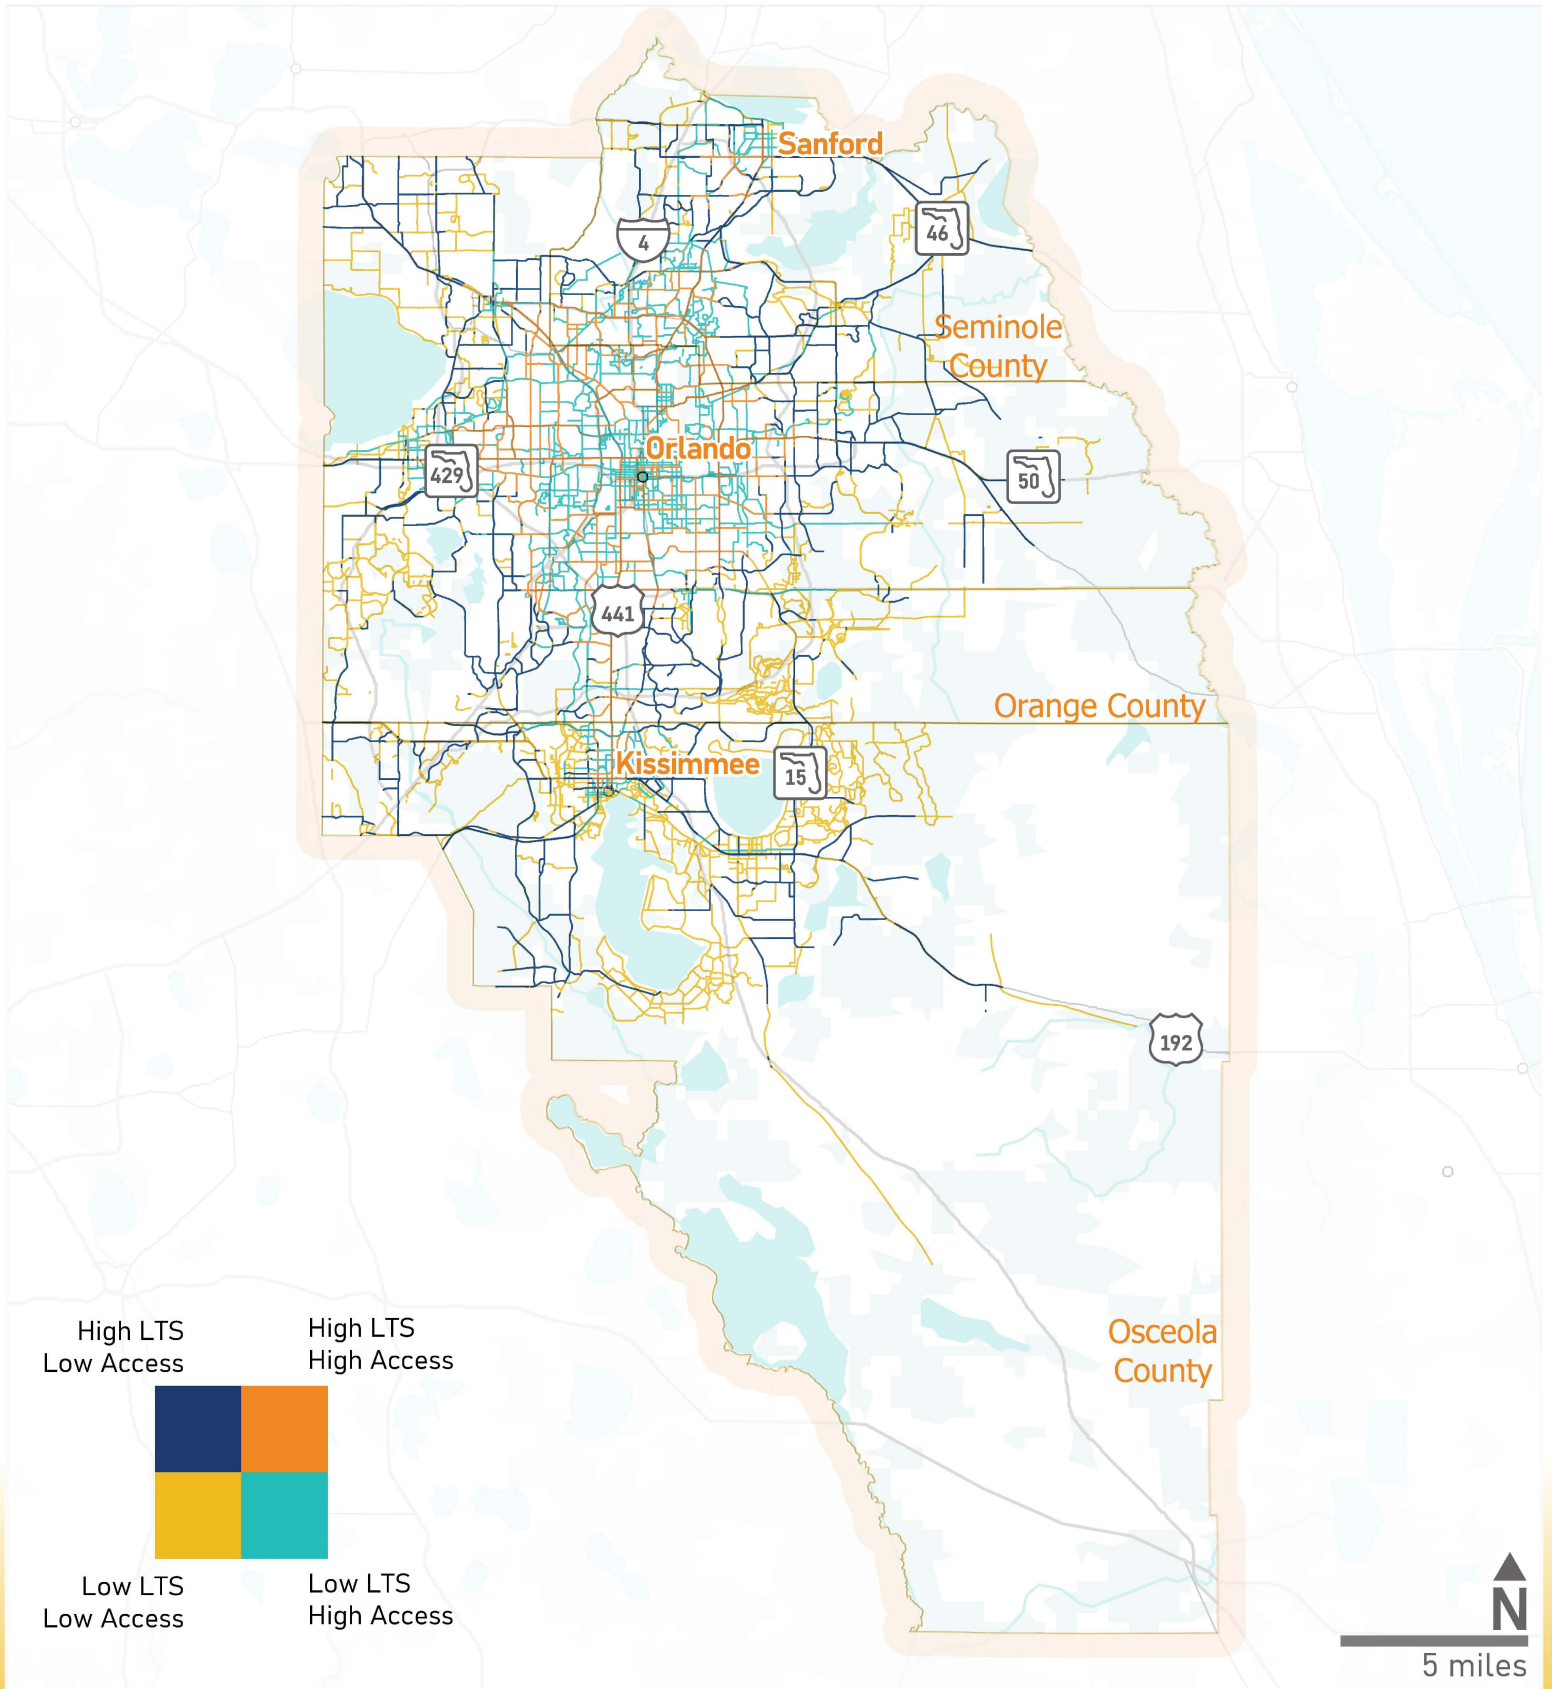 Sanford
4
46
Seminole
County
Orlando
429
50
441
Orange County
Kissimmee
15
192
Osceola
County
High LTS
Low Access
High LTS
High Access
Low LTS
Low Access
Low LTS
High Access
N
5 miles